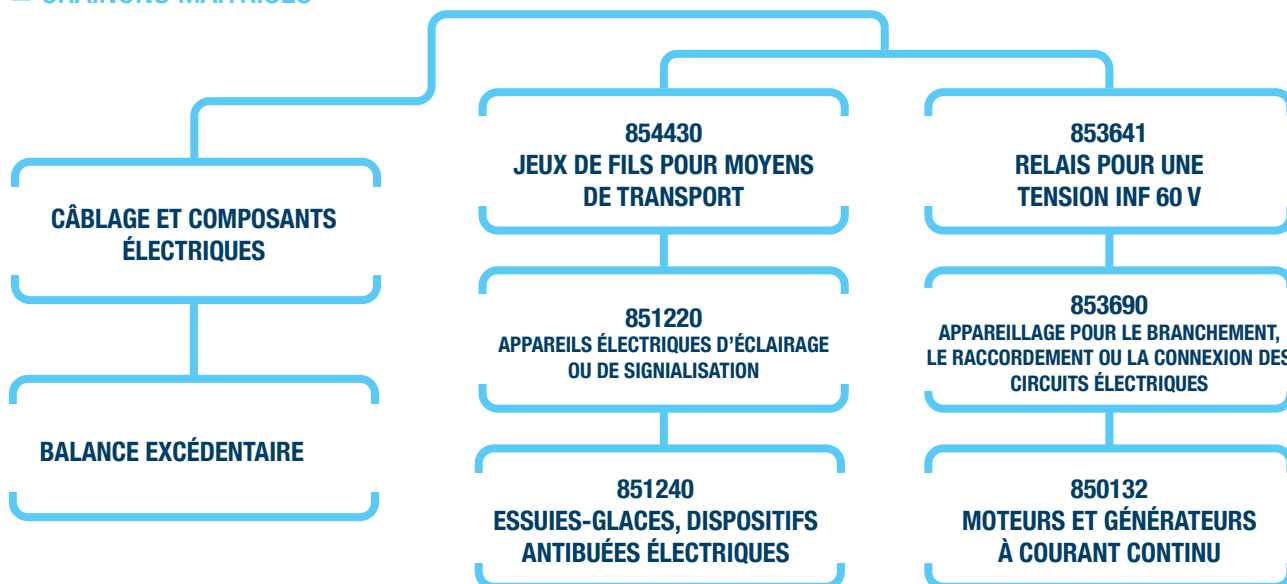 CHAÎNONS MAÎTRISÉS
CÂBLAGE ET COMPOSANTS
ÉLECTRIQUES
BALANCE EXCÉDENTAIRE
854430
JEUX DE FILS POUR MOYENS
DE TRANSPORT
851220
APPAREILS ÉLECTRIQUES D'ÉCLAIRAGE
OU DE SIGNIALISATION
851240
ESSUIES-GLACES, DISPOSITIFS
ANTIBUÉES ÉLECTRIQUES
853641
RELAIS POUR UNE
TENSION INF 60 V
853690
APPAREILLAGE POUR LE BRANCHEMENT,
LE RACCORDEMENT OU LA CONNEXION DES
CIRCUITS ÉLECTRIQUES
850132
MOTEURS ET GÉNÉRATEURS
À COURANT CONTINU